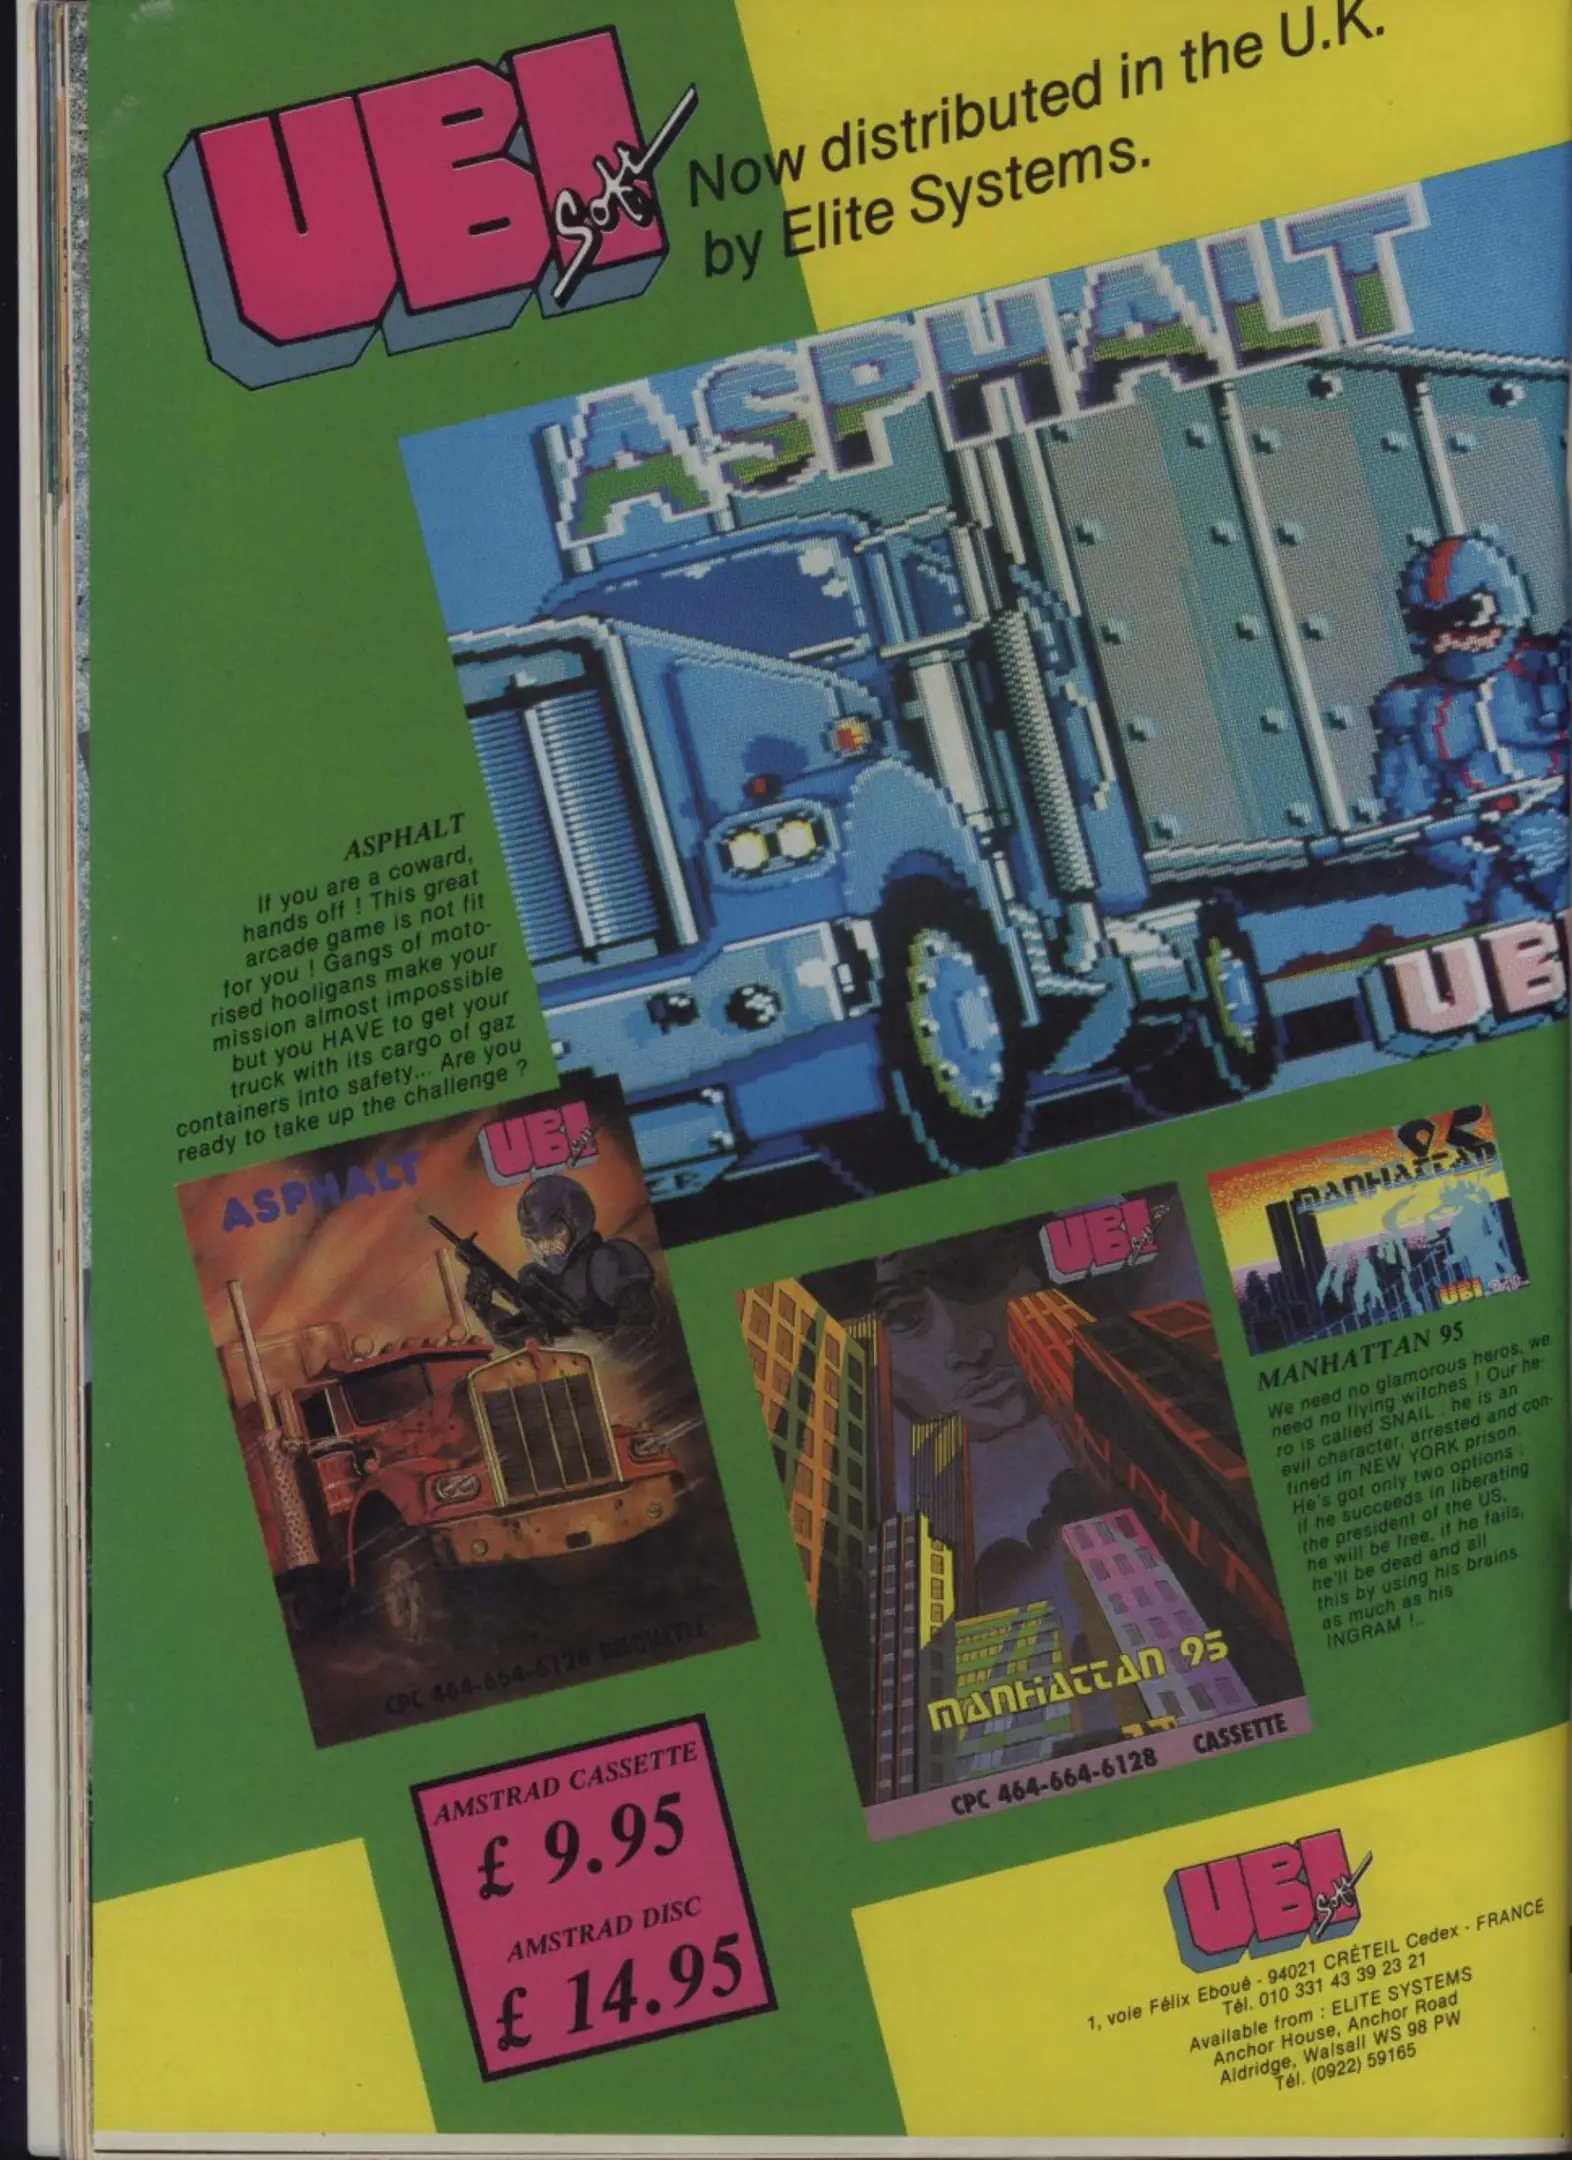 UBI Soft
Now distributed in the U.K.
by Elite Systems.
ASPHALT
UBI
ASPHALT
If you are a coward,
hands off ! This great
arcade game is not fit
for you ! Gangs of moto-
rised hooligans make your
mission almost impossible
but you HAVE to get your
truck with its cargo of gaz
containers into safety... Are you
ready to take up the challenge ?
ASPHALT
UBI Soft
CPC 464-664-6128 DISQUETTE
UBI Soft
MANHATTAN 95
CPC 464-664-6128 CASSETTE
95
MANHATTAN
UBI Soft
MANHATTAN 95
We need no glamorous heros, we
need no flying witches ! Our he-
ro is called SNAIL . he is an
evil character, arrested and con-
fined in NEW YORK prison.
He's got only two options :
If he succeeds in liberating
the president of the US,
he will be free, if he fails,
he'll be dead and all
this by using his brains
as much as his
INGRAM !...
AMSTRAD CASSETTE
£ 9.95
AMSTRAD DISC
£ 14.95
UBI Soft
1, voie Félix Eboué - 94021 CRÉTEIL Cedex - FRANCE
Tél. 010 331 43 39 23 21
Available from : ELITE SYSTEMS
Anchor House, Anchor Road
Aldridge, Walsall WS 98 PW
Tél. (0922) 59165